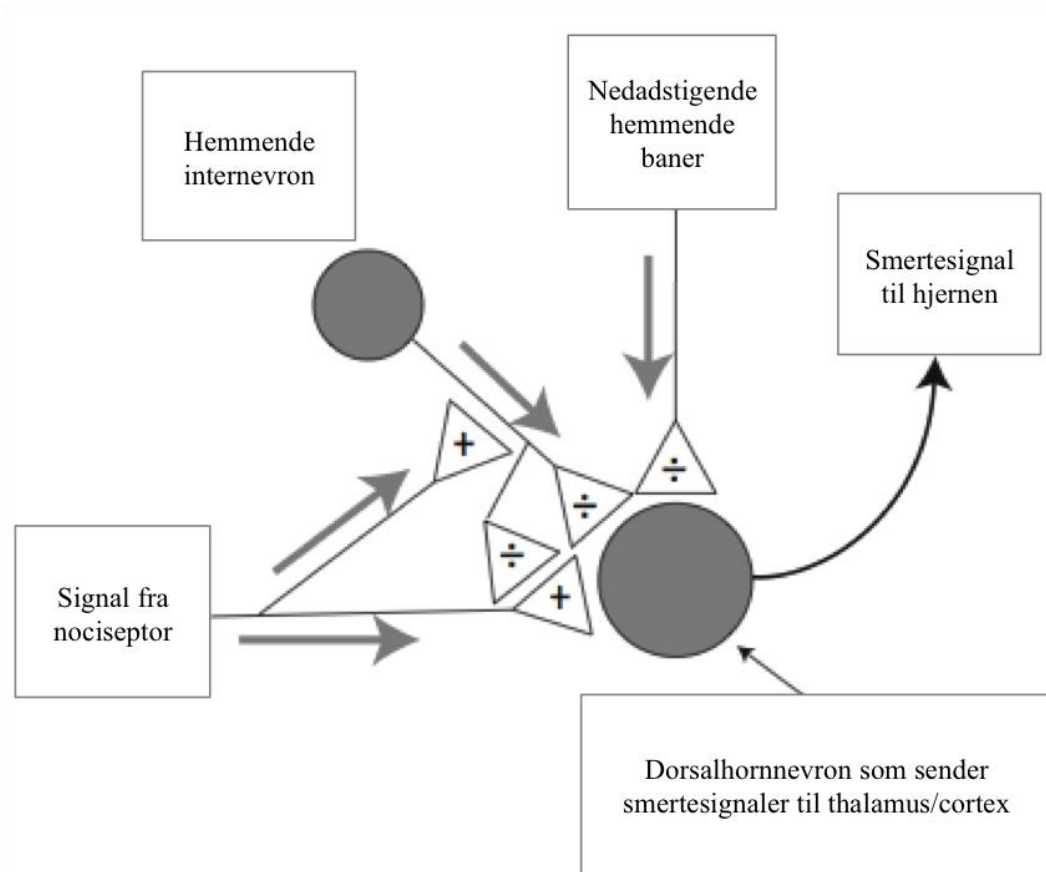 Nedadstigende
hemmende
baner
Hemmende
internevron
Smertesignal
til hjernen
+
÷
÷
÷
+
Signal fra
nociseptor
Dorsalhornnevron som sender
smertesignaler til thalamus/cortex